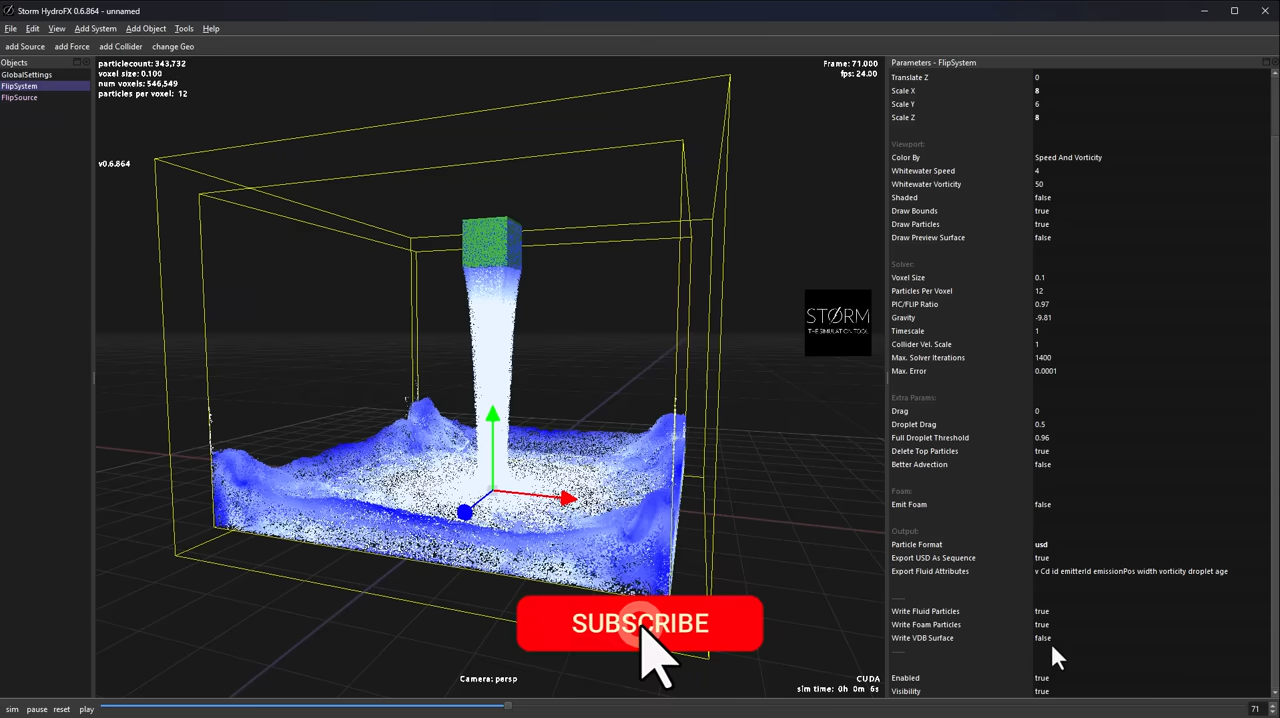 Storm HydroFX 0.6.864 - unnamed
File Edit View Add System Add Object Tools Help
add Source add Force add Collider change Geo
Objects
GlobalSettings
FlipSystem
FlipSource
particlecount: 343,732
voxel size: 0.100
num voxels: 546,549
particles per voxel: 12
v0.6.864
Frame: 71.000
fps: 24.00
STORM
THE SIMULATION TOOL
SUBSCRIBE
Camera: persp
CUDA
sim time: 0h 0m 6s
Parameters - FlipSystem
Translate Z 0
Scale X 8
Scale Y 6
Scale Z 8
Viewport:
Color By Speed And Vorticity
Whitewater Speed 4
Whitewater Vorticity 50
Shaded false
Draw Bounds true
Draw Particles true
Draw Preview Surface false
Solver:
Voxel Size 0.1
Particles Per Voxel 12
PIC/FLIP Ratio 0.97
Gravity -9.81
Timescale 1
Collider Vel. Scale 1
Max. Solver Iterations 1400
Max. Error 0.0001
Extra Params:
Drag 0
Droplet Drag 0.5
Full Droplet Threshold 0.96
Delete Top Particles true
Better Advection false
Foam:
Emit Foam false
Output:
Particle Format usd
Export USD As Sequence true
Export Fluid Attributes v Cd id emitterId emissionPos width vorticity droplet age
Write Fluid Particles true
Write Foam Particles true
Write VDB Surface false
Enabled true
Visibility true
sim pause reset play 71